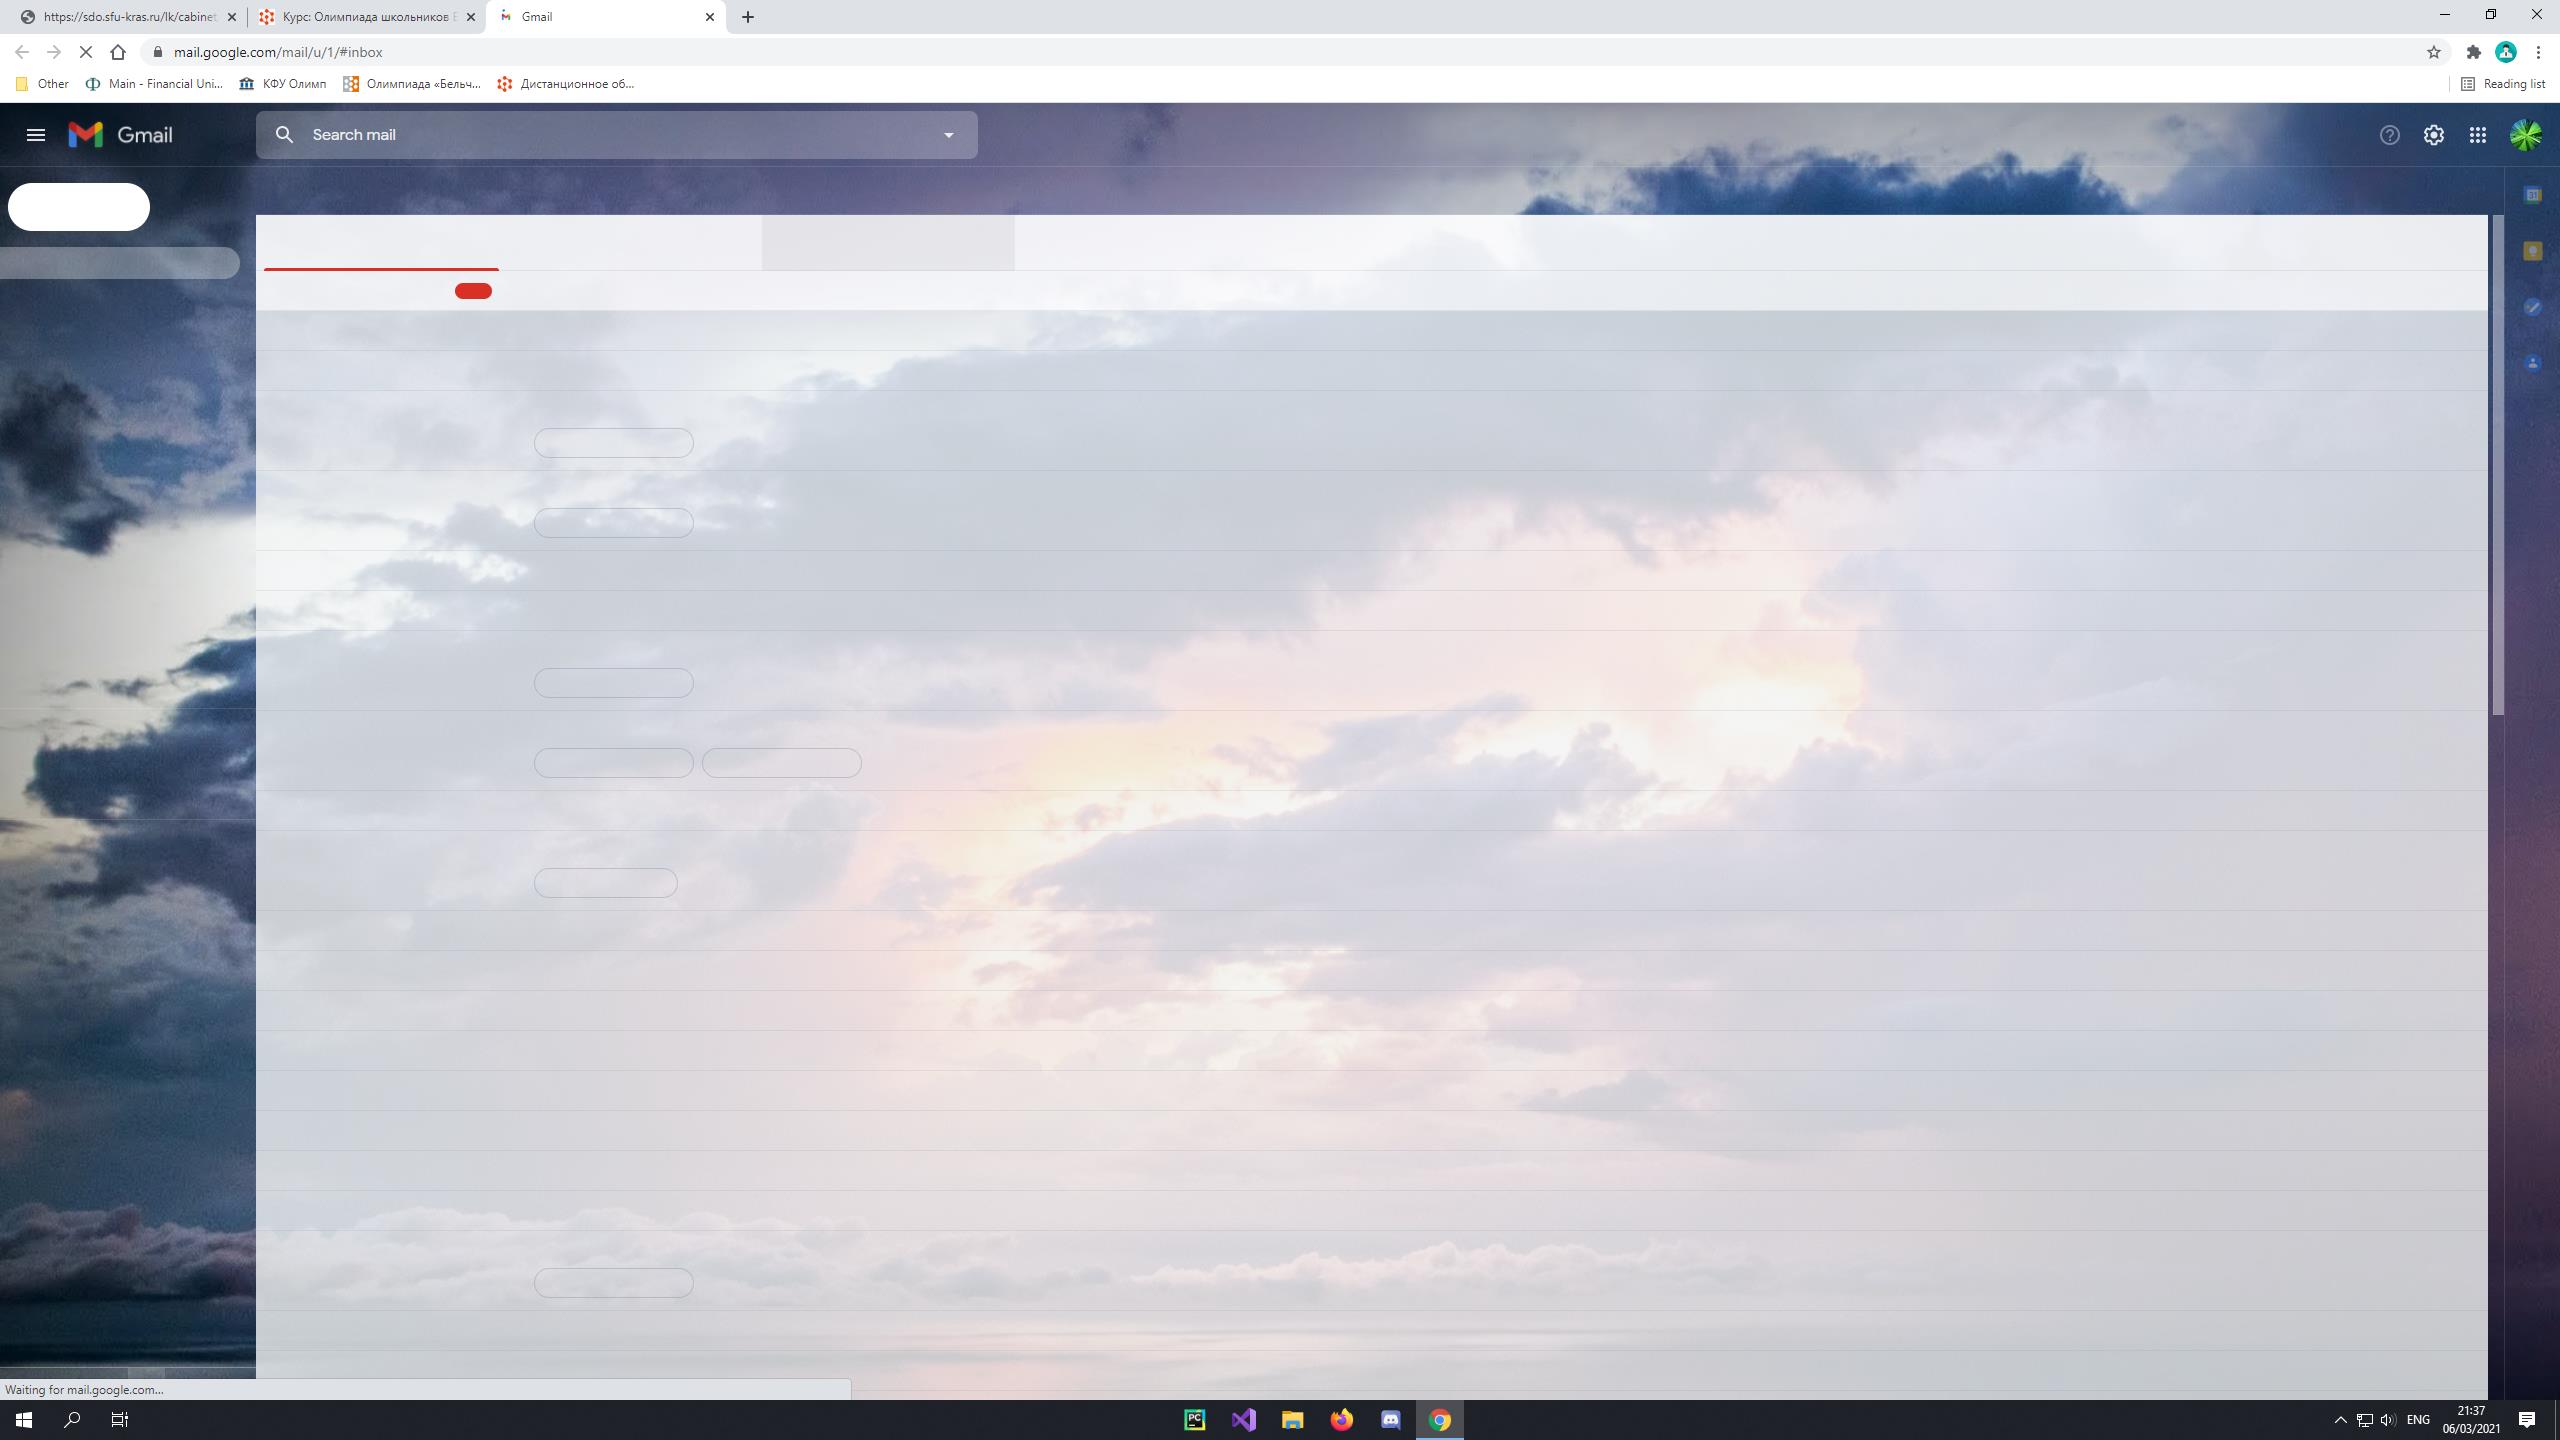 https://sdo.sfu-kras.ru/lk/cabinet
Курс: Олимпиада школьников
Gmail
mail.google.com/mail/u/1/#inbox
Other
Main - Financial Uni...
КФУ Олимп
Олимпиада «Бельч...
Дистанционное об...
Reading list
Gmail
Search mail
Waiting for mail.google.com...
ENG
21:37
06/03/2021